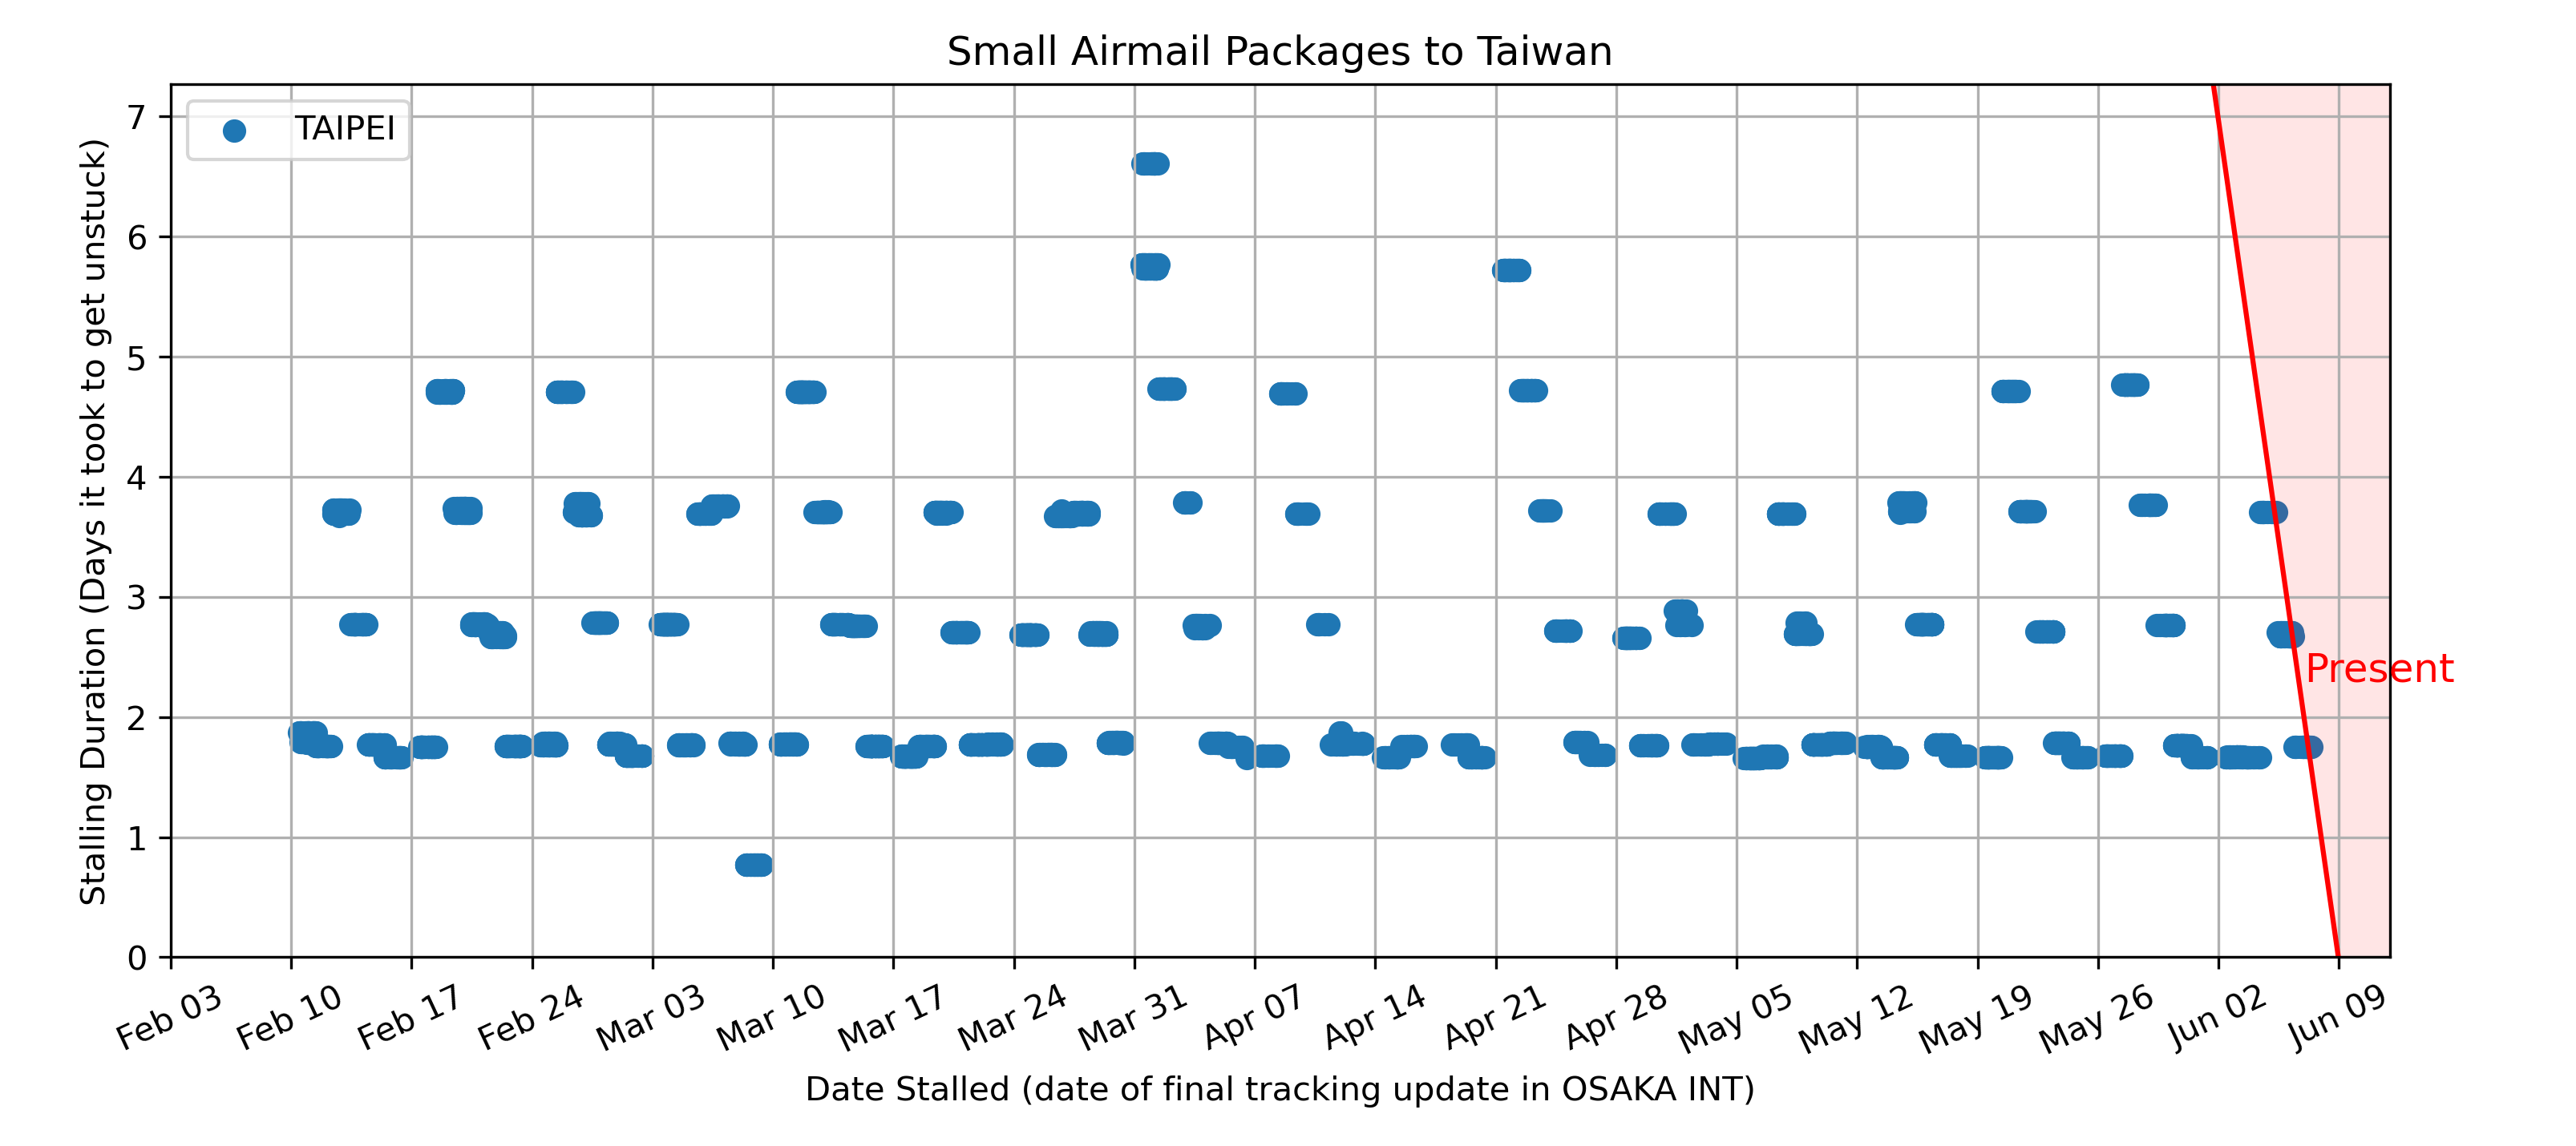 Small Airmail Packages to Taiwan
TAIPEI
Stalling Duration (Days it took to get unstuck)
7
6
5
4
3
2
1
0
Present
Feb 03
Feb 10
Feb 17
Feb 24
Mar 03
Mar 10
Mar 17
Mar 24
Mar 31
Apr 07
Apr 14
Apr 21
Apr 28
May 05
May 12
May 19
May 26
Jun 02
Jun 09
Date Stalled (date of final tracking update in OSAKA INT)